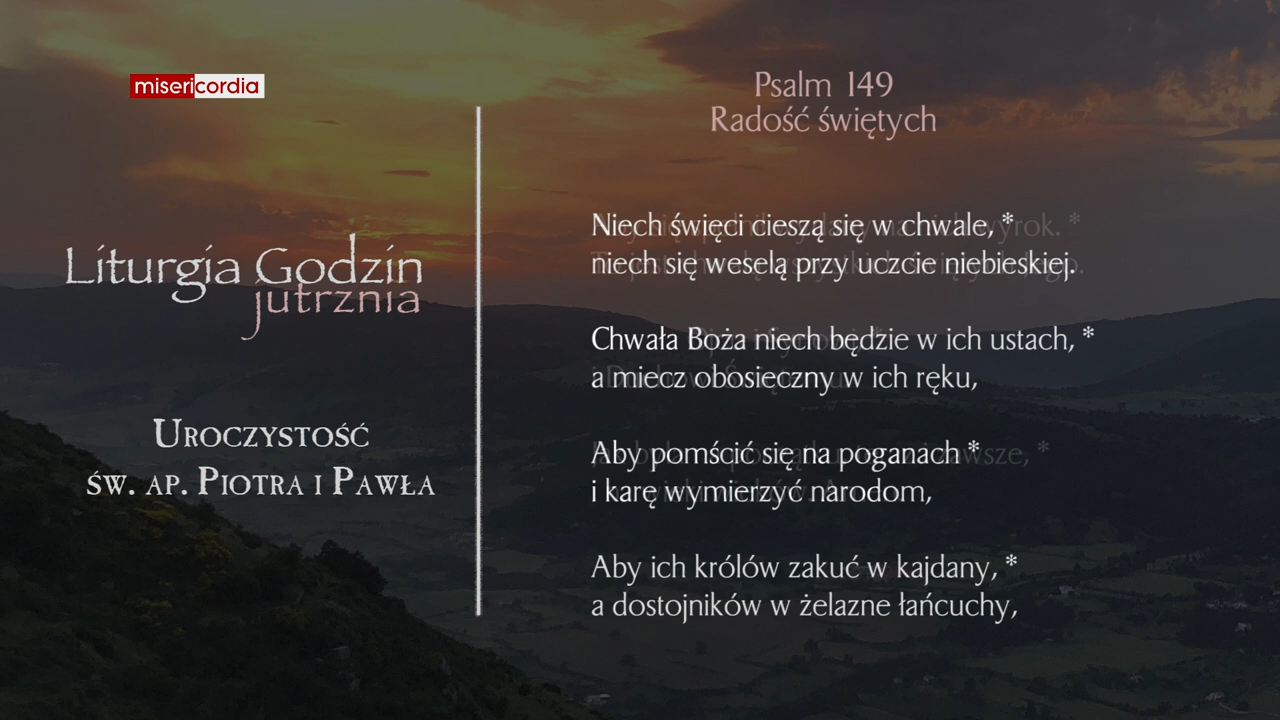 misericordia
Psalm 149
Radość świętych
Liturgia Godzin
jutrznia
Uroczystość
św. ap. Piotra i Pawła
Niech święci cieszą się w chwale, *
niech się weselą przy uczcie niebieskiej.
Chwała Boża niech będzie w ich ustach, *
a miecz obosieczny w ich ręku,
Aby pomścić się na poganach *
i karę wymierzyć narodom,
Aby ich królów zakuć w kajdany, *
a dostojników w żelazne łańcuchy,